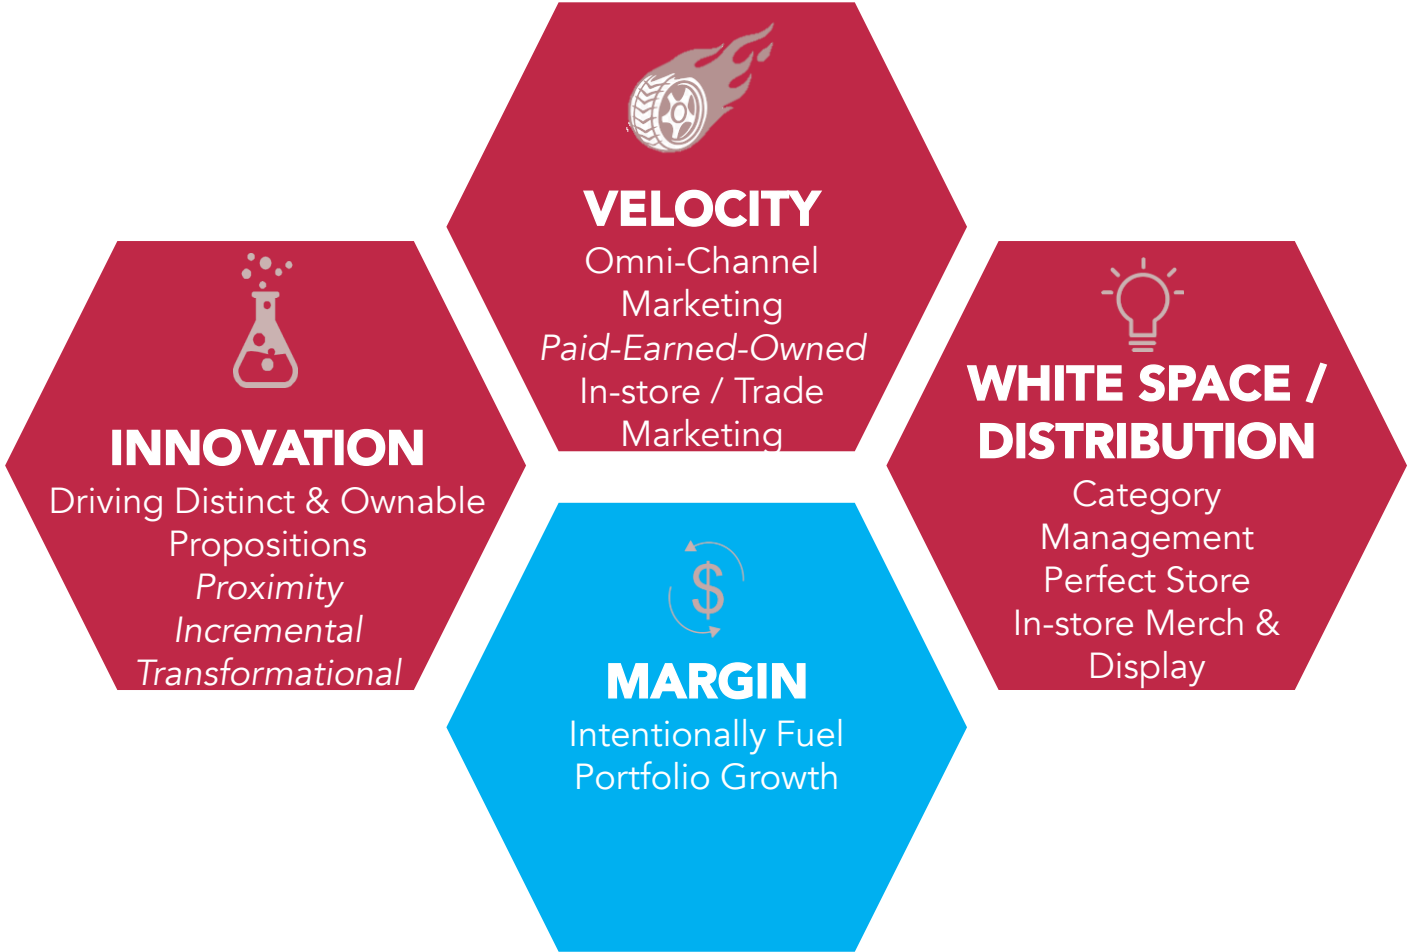 VELOCITY
Omni-Channel
Marketing
Paid-Earned-Owned
In-store / Trade
Marketing
INNOVATION
Driving Distinct & Ownable
Propositions
Proximity
Incremental
Transformational
WHITE SPACE /
DISTRIBUTION
Category
Management
Perfect Store
In-store Merch &
Display
$
MARGIN
Intentionally Fuel
Portfolio Growth